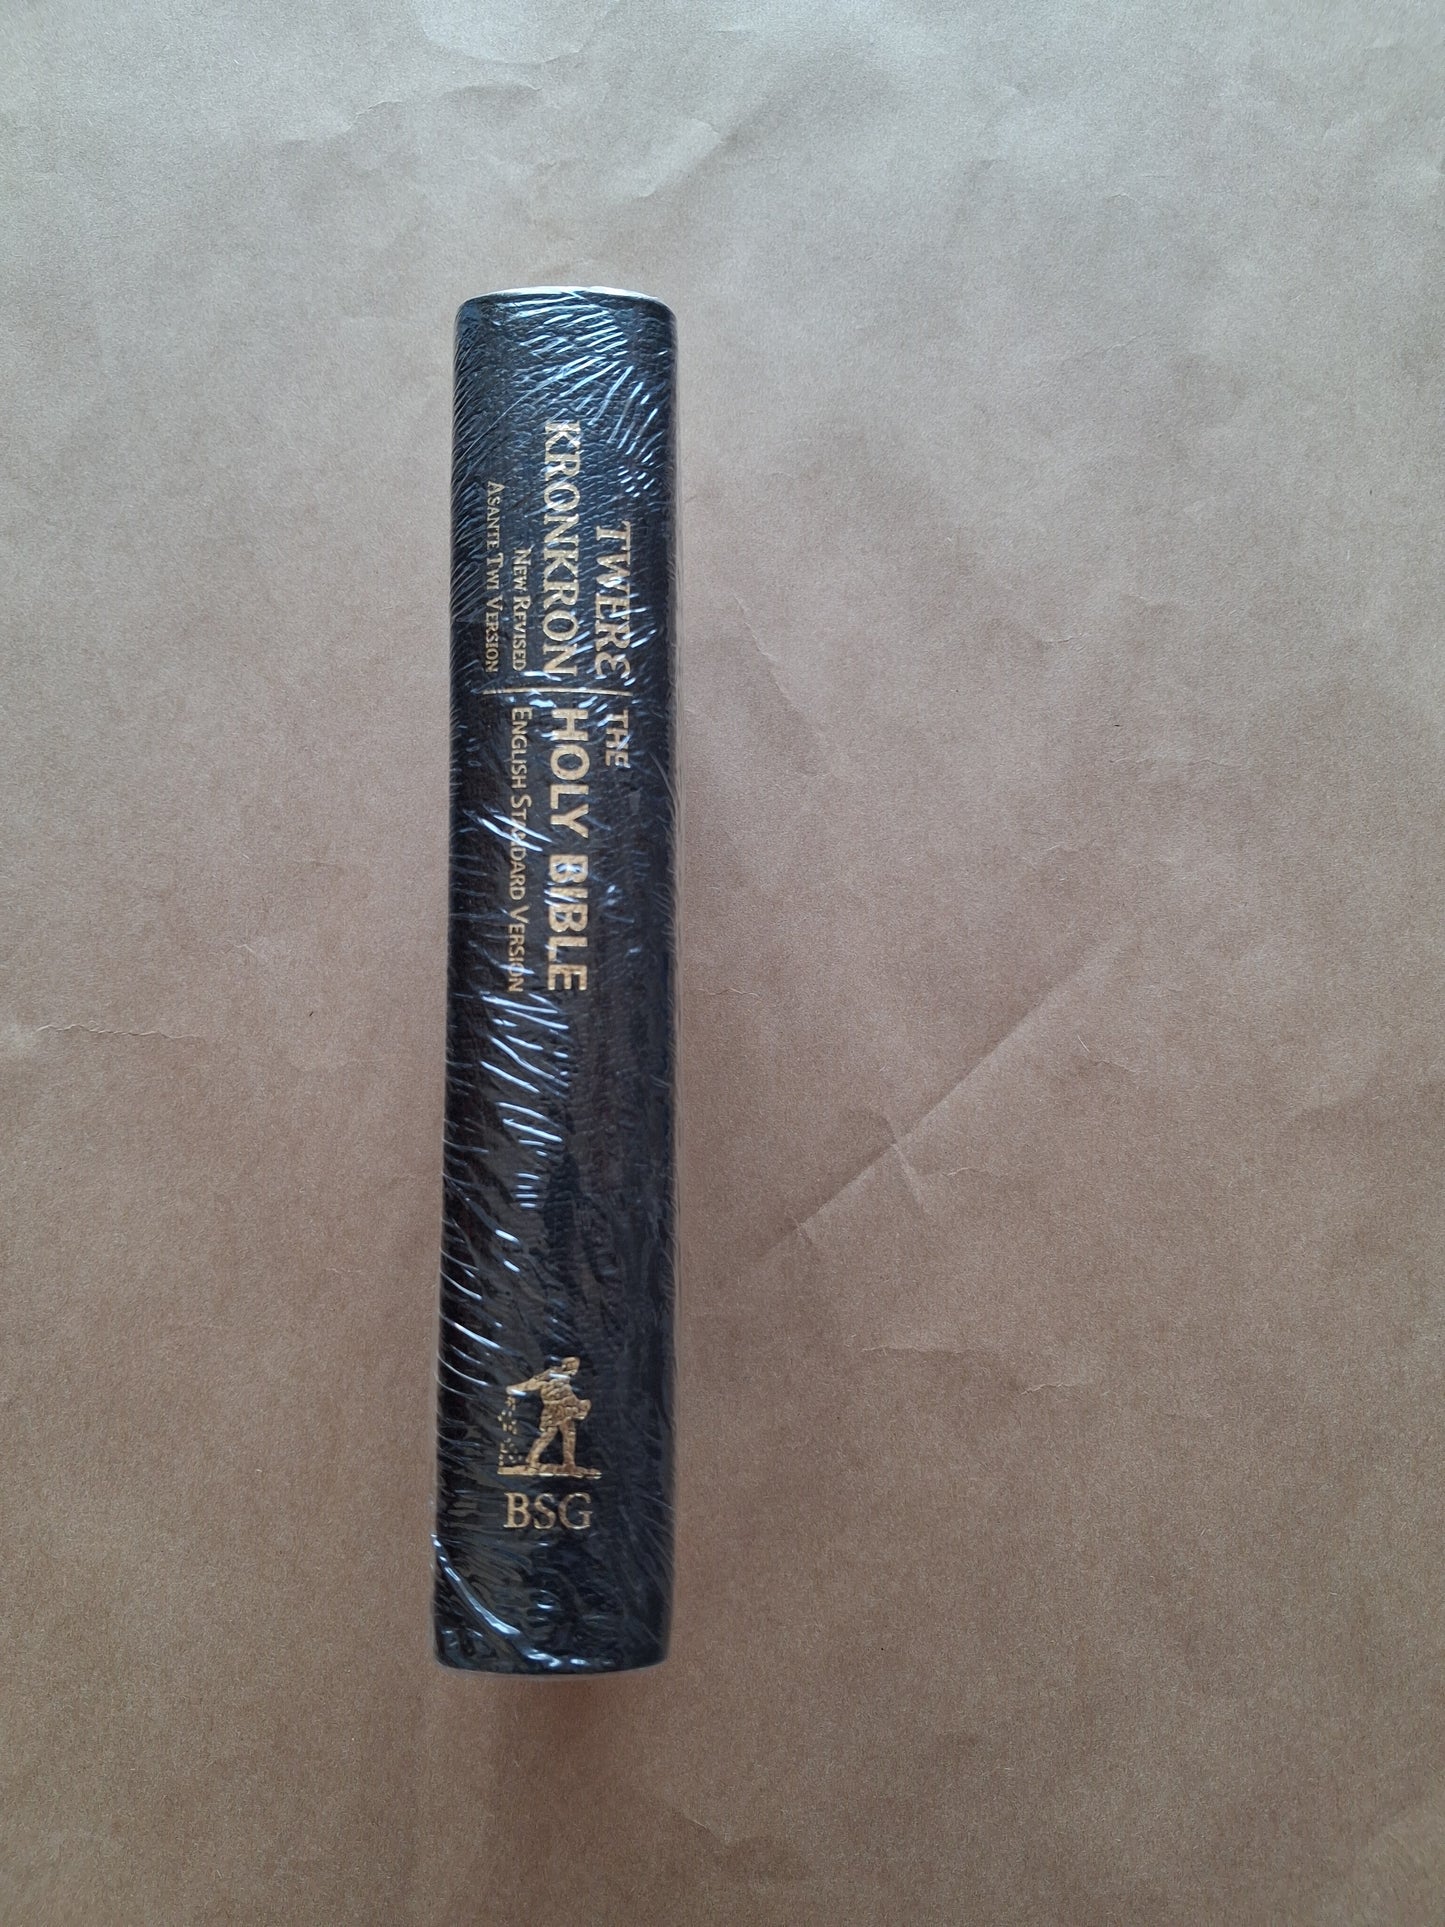 TWERƐ
KRONKRON
NEW REVISED
ASANTE TWI VERSION
THE
HOLY BIBLE
ENGLISH STANDARD VERSION
BSG